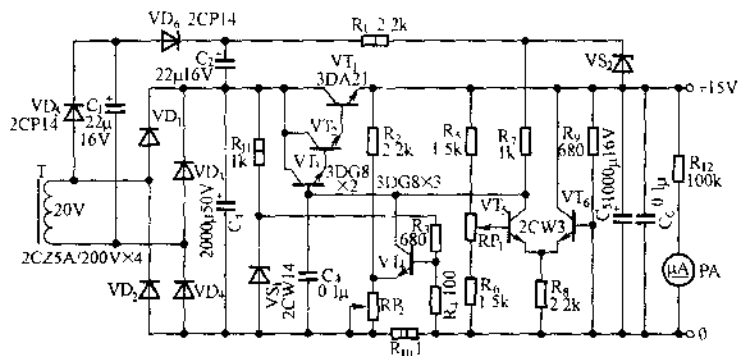 VD₆ 2CP14
R₁ 2.2k
C₂
22μ16V
VT₁
3DA21
VS₂
+15V
C₁
22μ
16V
VD₅
2CP14
VD₁
VD₃
R₁₁
1k
VT₂
VT₃
3DG8
×2
R₂
2.2k
R₅
1.5k
R₇
1k
R₉
680
C₅
1000μ16V
C₆
0.1μ
R₁₂
100k
T
20V
2CZ5A/200V×4
2000μ50V
3DG8×3
VT₅
2CW3
VT₆
RP₁
R₃
680
VT₄
VS₁
2CW14
C₄
0.1μ
R₄ 100
RP₂
R₆
1.5k
R₈
2.2k
μA
PA
VD₂
VD₄
R₁₀ 1
0